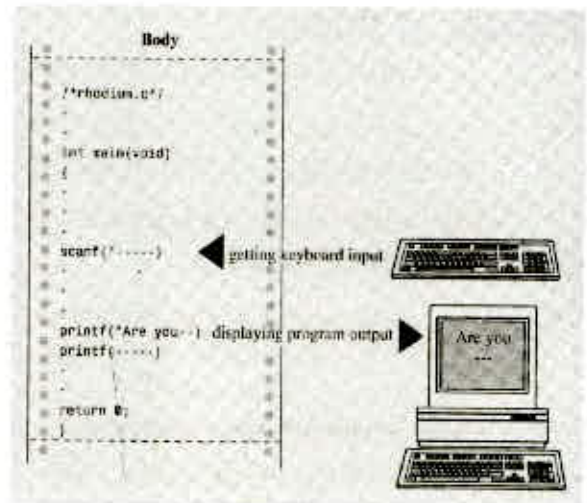 Body
/*rhodium.c*/
.
.
int main(void)
{
.
.
.
scanf("-----)
getting keyboard input
.
.
.
printf("Are you--)
displaying program output
printf(-----)
.
.
return 0;
}
Are you
---